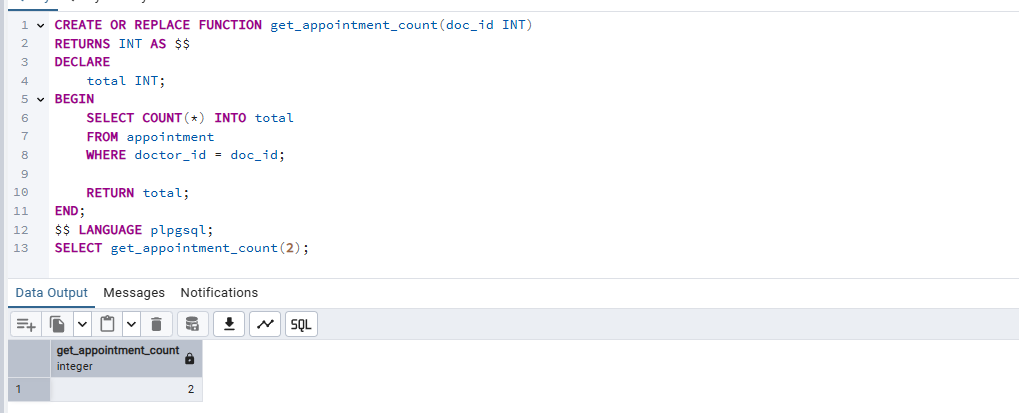 1 CREATE OR REPLACE FUNCTION get_appointment_count(doc_id INT)
2 RETURNS INT AS $$
3 DECLARE
4 total INT;
5 BEGIN
6 SELECT COUNT(*) INTO total
7 FROM appointment
8 WHERE doctor_id = doc_id;
9
10 RETURN total;
11 END;
12 $$ LANGUAGE plpgsql;
13 SELECT get_appointment_count(2);
Data Output Messages Notifications
SQL
get_appointment_count
integer
1 2